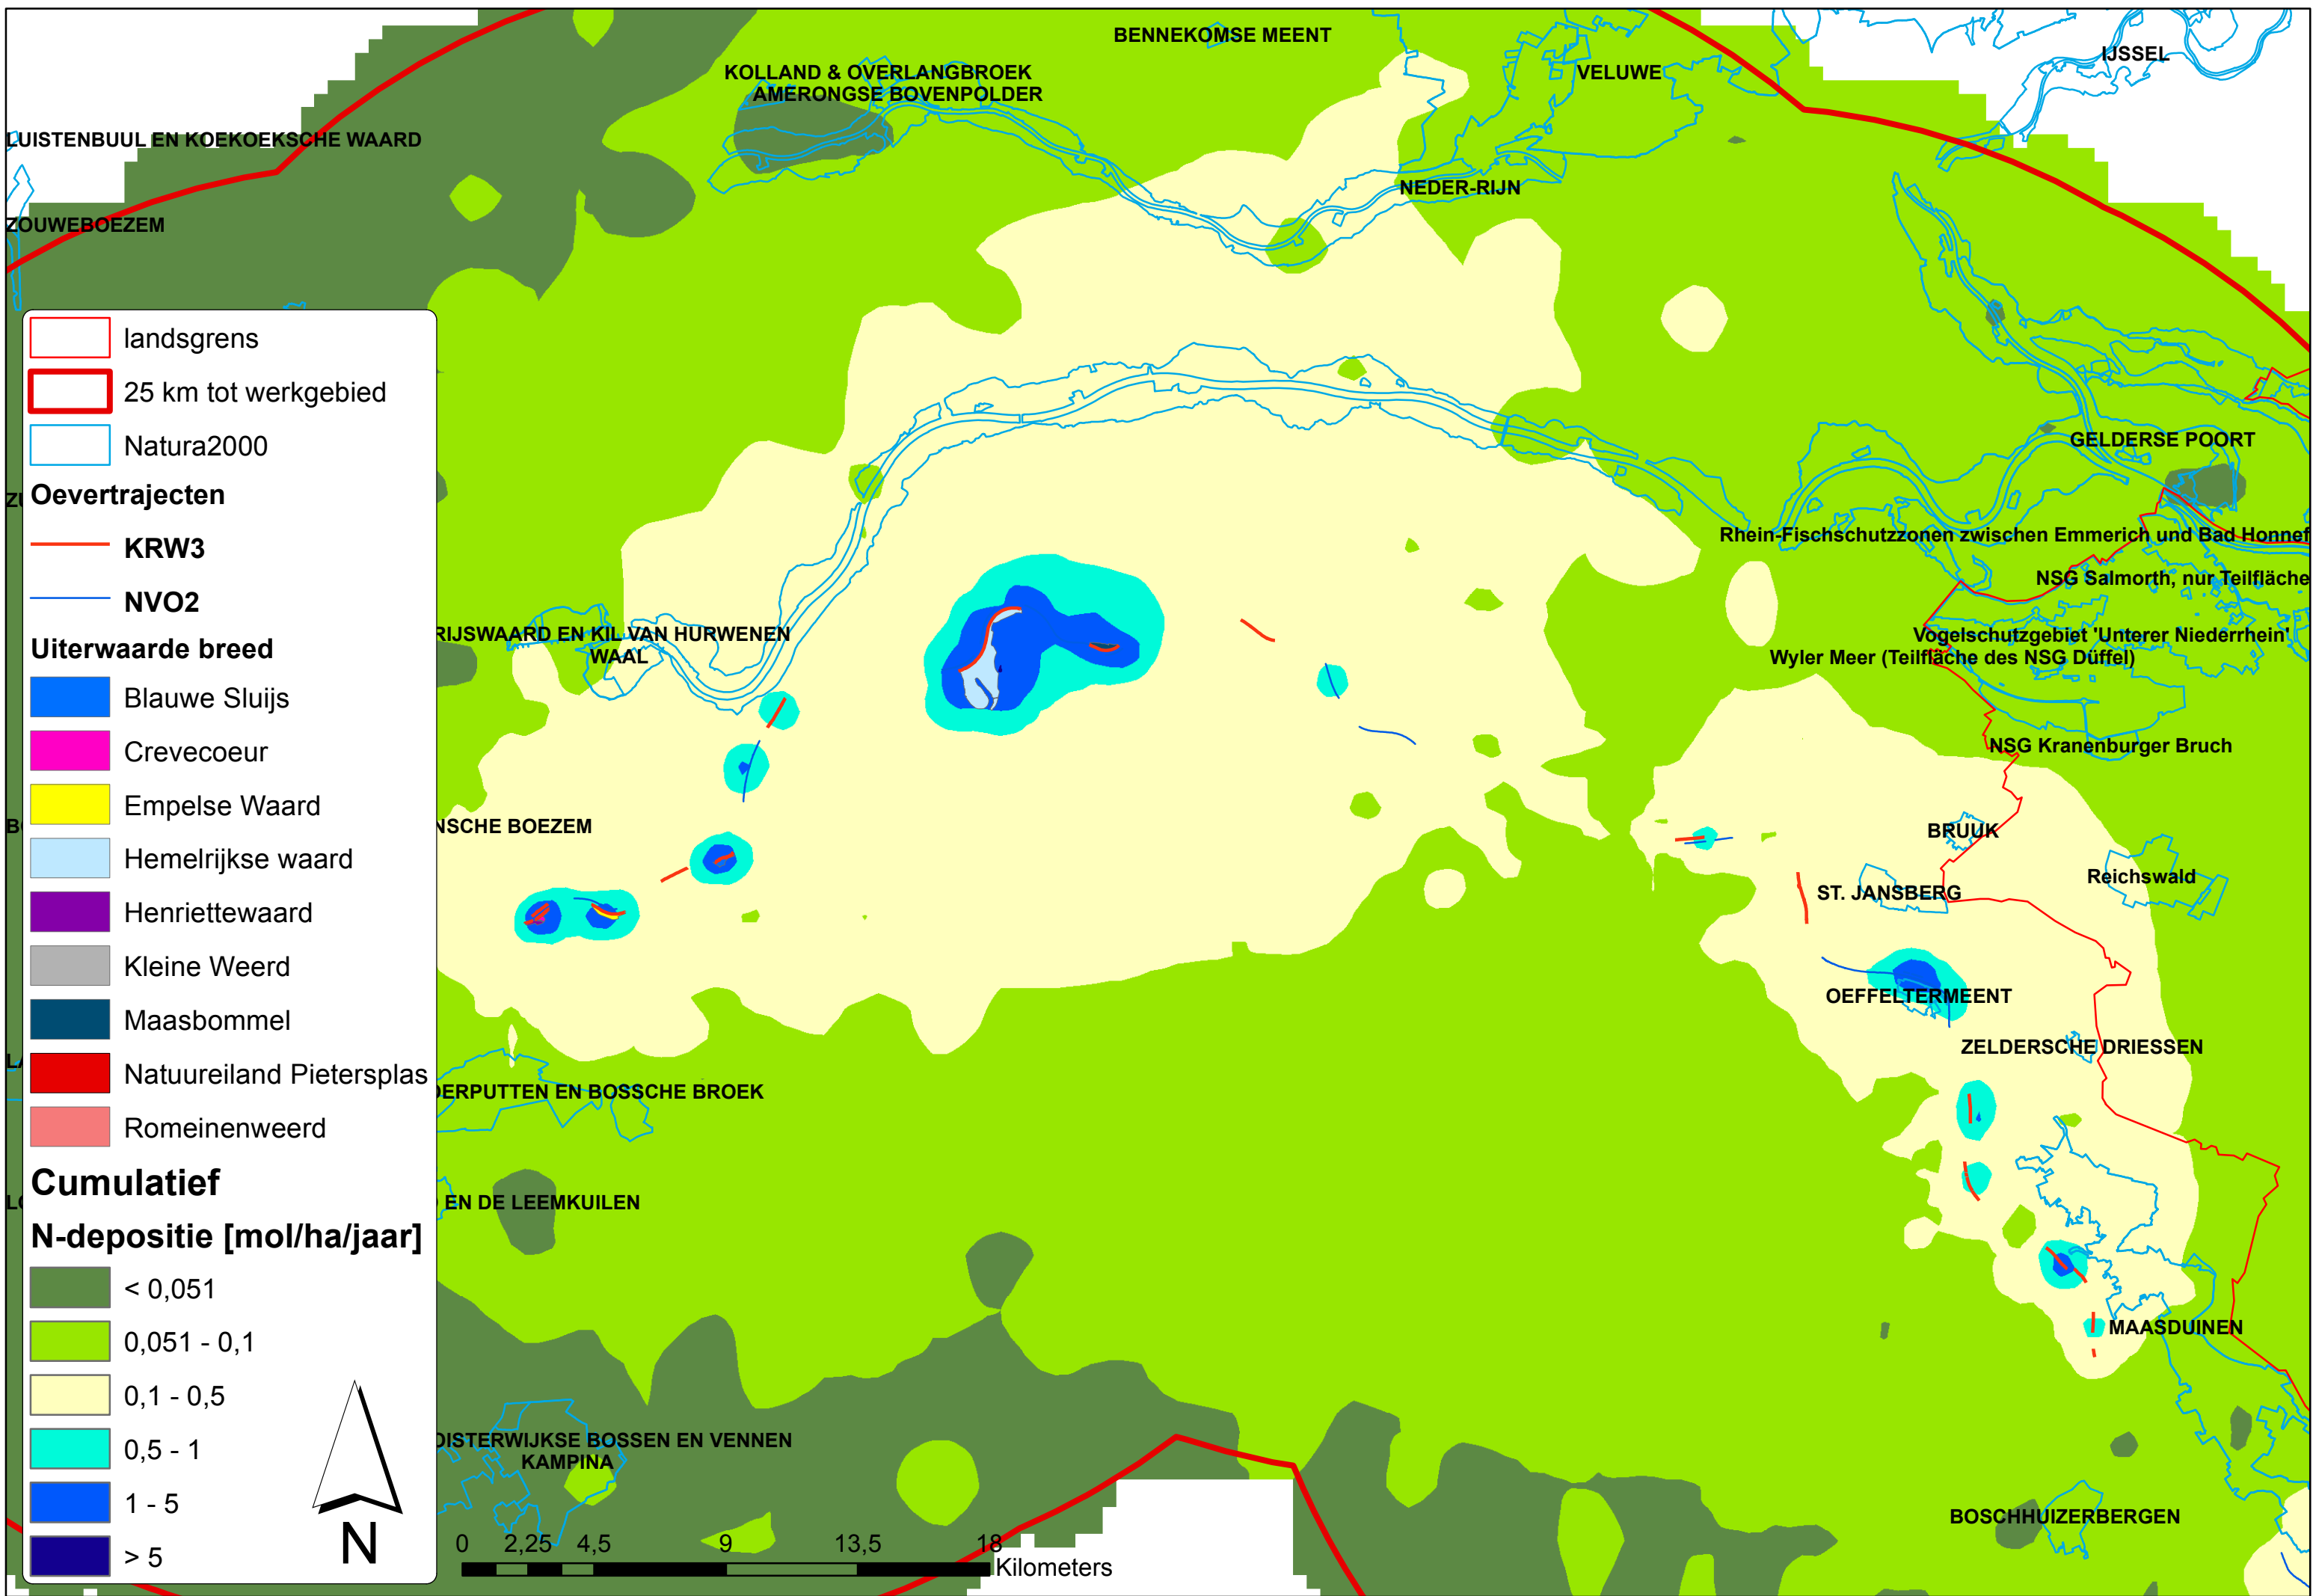 BENNEKOMSE MEENT
IJSSEL
KOLLAND & OVERLANGBROEK
VELUWE
AMERONGSE BOVENPOLDER
LUISTENBUUL EN KOEKOEKSCHE WAARD
NEDER-RIJN
ZOUWEBOEZEM
landsgrens
25 km tot werkgebied
Natura2000
Oevertrajecten
KRW3
NVO2
Uiterwaarde breed
Blauwe Sluijs
Crevecoeur
Empelse Waard
Hemelrijkse waard
Henriettewaard
Kleine Weerd
Maasbommel
Natuureiland Pietersplas
Romeinenweerd
Cumulatief
N-depositie [mol/ha/jaar]
< 0,051
0,051 - 0,1
0,1 - 0,5
0,5 - 1
1 - 5
> 5
N
GELDERSE POORT
Rhein-Fischschutzzonen zwischen Emmerich und Bad Honnef
NSG Salmorth, nur Teilfläche
RIJSWAARD EN KIL VAN HURWENEN
WAAL
Vogelschutzgebiet 'Unterer Niederrhein'
Wyler Meer (Teilfläche des NSG Düffel)
NSG Kranenburger Bruch
NSCHE BOEZEM
BRUUK
Reichswald
ST. JANSBERG
OEFFELTERMEENT
ZELDERSCHE DRIESSEN
DERPUTTEN EN BOSSCHE BROEK
EN DE LEEMKUILEN
MAASDUINEN
OISTERWIJKSE BOSSEN EN VENNEN
KAMPINA
BOSCHHUIZERBERGEN
0 2,25 4,5 9 13,5 18
Kilometers